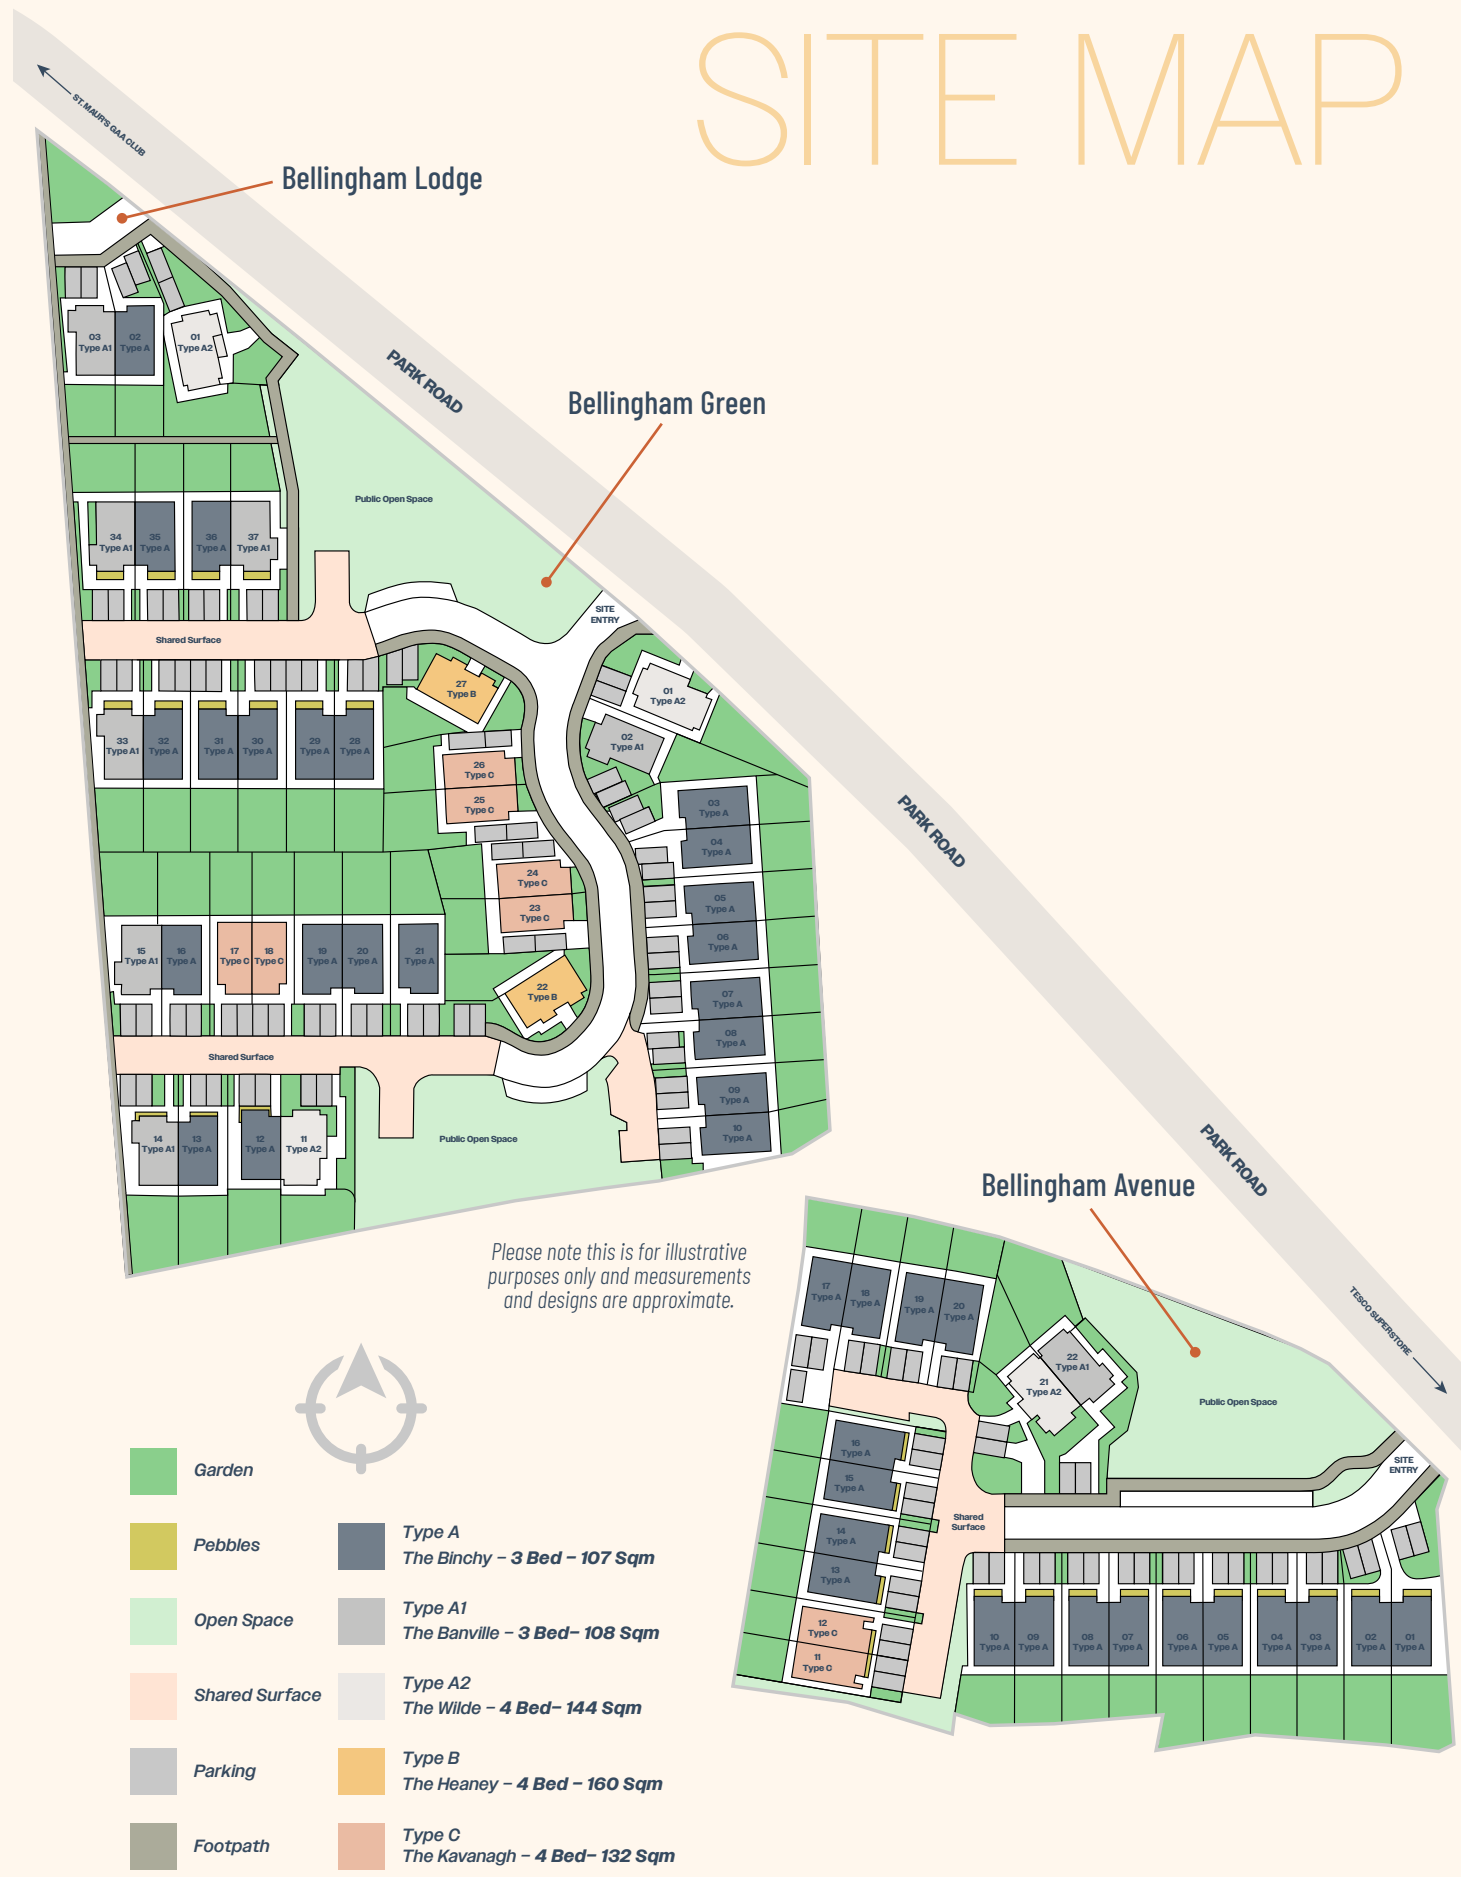 SITE MAP
ST. MAUR'S GAA CLUB
Bellingham Lodge
03
Type A1
02
Type A
01
Type A2
PARK ROAD
Bellingham Green
Public Open Space
34
Type A1
35
Type A
36
Type A
37
Type A1
SITE
ENTRY
Shared Surface
27
Type B
01
Type A2
02
Type A1
33
Type A1
32
Type A
31
Type A
30
Type A
29
Type A
28
Type A
26
Type C
25
Type C
03
Type A
04
Type A
PARK ROAD
24
Type C
23
Type C
05
Type A
06
Type A
15
Type A1
16
Type A
17
Type C
18
Type C
19
Type A
20
Type A
21
Type A
22
Type B
07
Type A
08
Type A
Shared Surface
09
Type A
10
Type A
14
Type A1
13
Type A
12
Type A
11
Type A2
Public Open Space
PARK ROAD
Bellingham Avenue
Please note this is for illustrative
purposes only and measurements
and designs are approximate.
TESCO SUPERSTORE
17
Type A
18
Type A
19
Type A
20
Type A
22
Type A1
21
Type A2
Public Open Space
16
Type A
15
Type A
SITE
ENTRY
Shared
Surface
14
Type A
13
Type A
12
Type C
11
Type C
10
Type A
09
Type A
08
Type A
07
Type A
06
Type A
05
Type A
04
Type A
03
Type A
02
Type A
01
Type A
Garden
Pebbles
Open Space
Shared Surface
Parking
Footpath
Type A
The Binchy – 3 Bed – 107 Sqm
Type A1
The Banville – 3 Bed– 108 Sqm
Type A2
The Wilde – 4 Bed– 144 Sqm
Type B
The Heaney – 4 Bed – 160 Sqm
Type C
The Kavanagh – 4 Bed– 132 Sqm